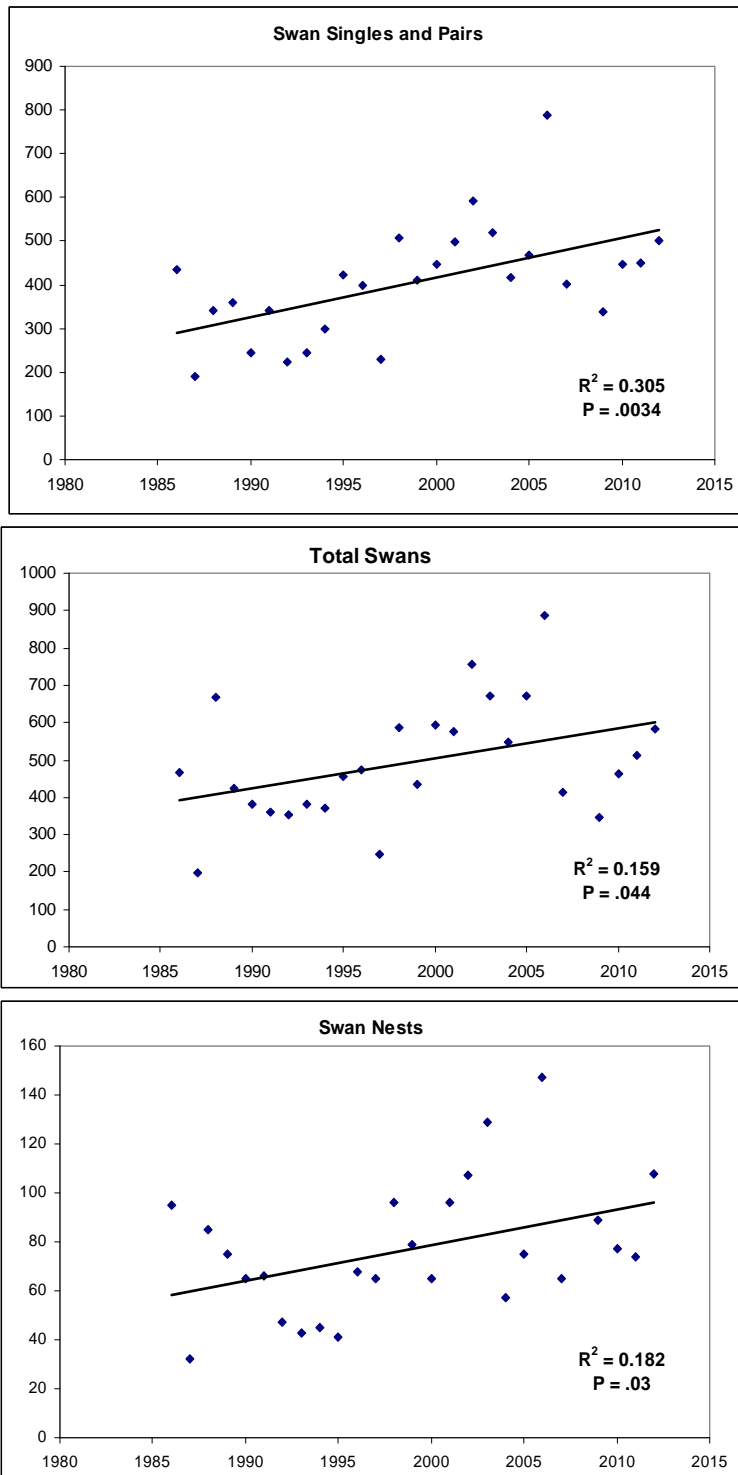 Swan Singles and Pairs
900
800
700
600
500
400
300
200
100
0
R² = 0.305
P = .0034
1980 1985 1990 1995 2000 2005 2010 2015
Total Swans
1000
900
800
700
600
500
400
300
200
100
0
R² = 0.159
P = .044
1980 1985 1990 1995 2000 2005 2010 2015
Swan Nests
160
140
120
100
80
60
40
20
0
R² = 0.182
P = .03
1980 1985 1990 1995 2000 2005 2010 2015